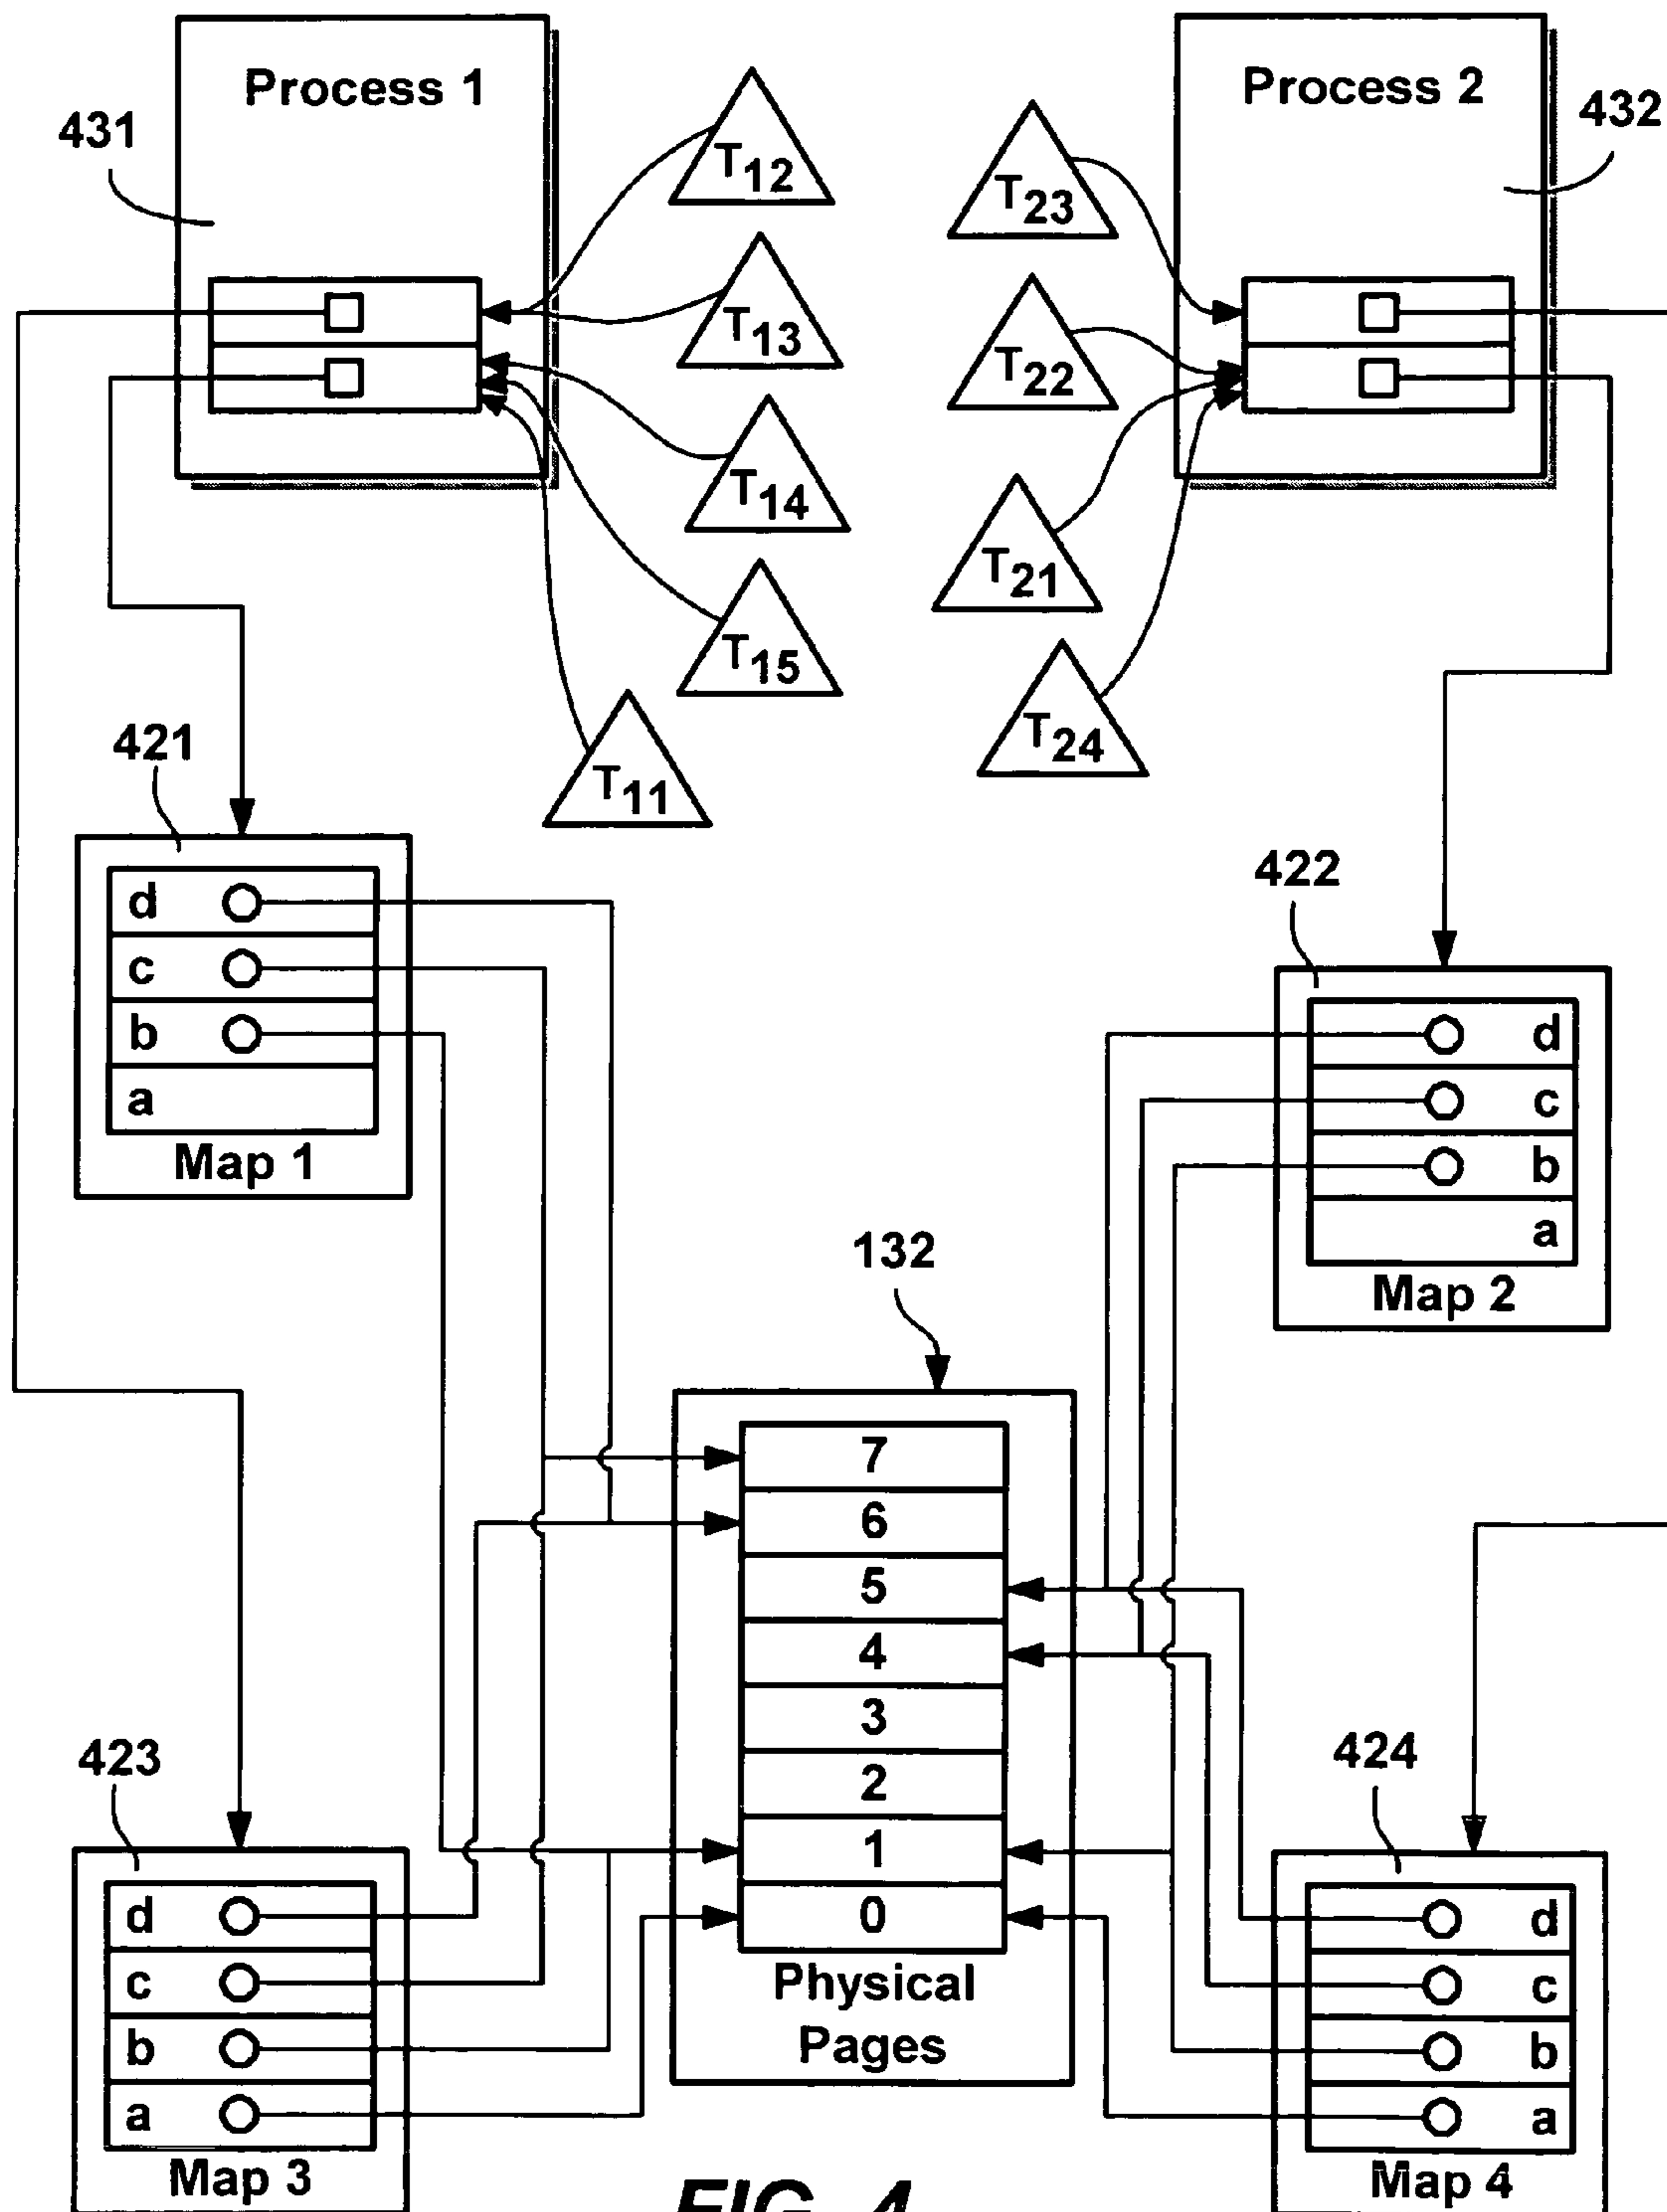 Process 1
Process 2
431
432
T12
T23
T13
T22
T14
T21
T15
T24
T11
421
d
c
b
a
Map 1
422
d
c
b
a
Map 2
132
7
6
5
4
3
2
1
0
Physical
Pages
423
d
c
b
a
Map 3
424
d
c
b
a
Map 4
FIG. 4